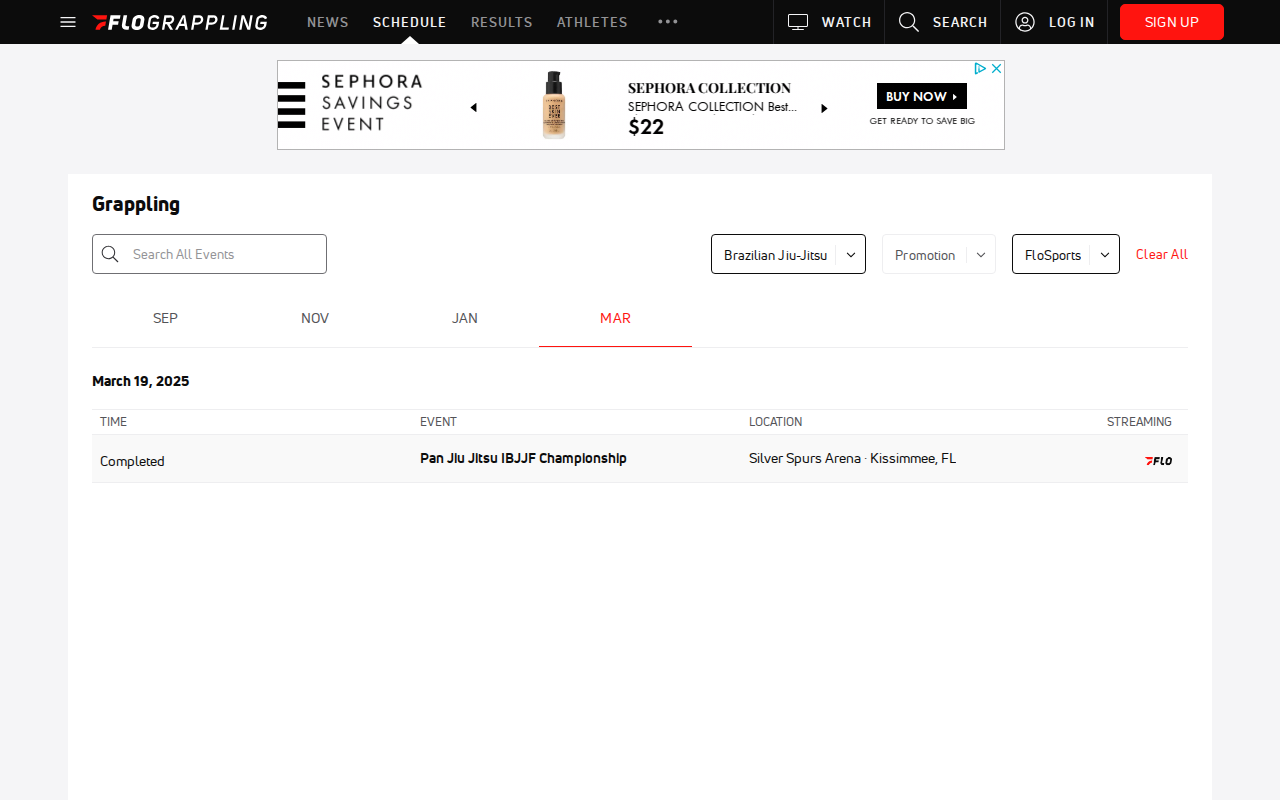 FLOGRAPPLING NEWS SCHEDULE RESULTS ATHLETES ••• WATCH SEARCH LOG IN SIGN UP
SEPHORA
SAVINGS
EVENT
SEPHORA COLLECTION
SEPHORA COLLECTION Best...
$22
BUY NOW
GET READY TO SAVE BIG
Grappling
Search All Events
Brazilian Jiu-Jitsu
Promotion
FloSports
Clear All
SEP NOV JAN MAR
March 19, 2025
TIME EVENT LOCATION STREAMING
Completed Pan Jiu Jitsu IBJJF Championship Silver Spurs Arena · Kissimmee, FL FLO